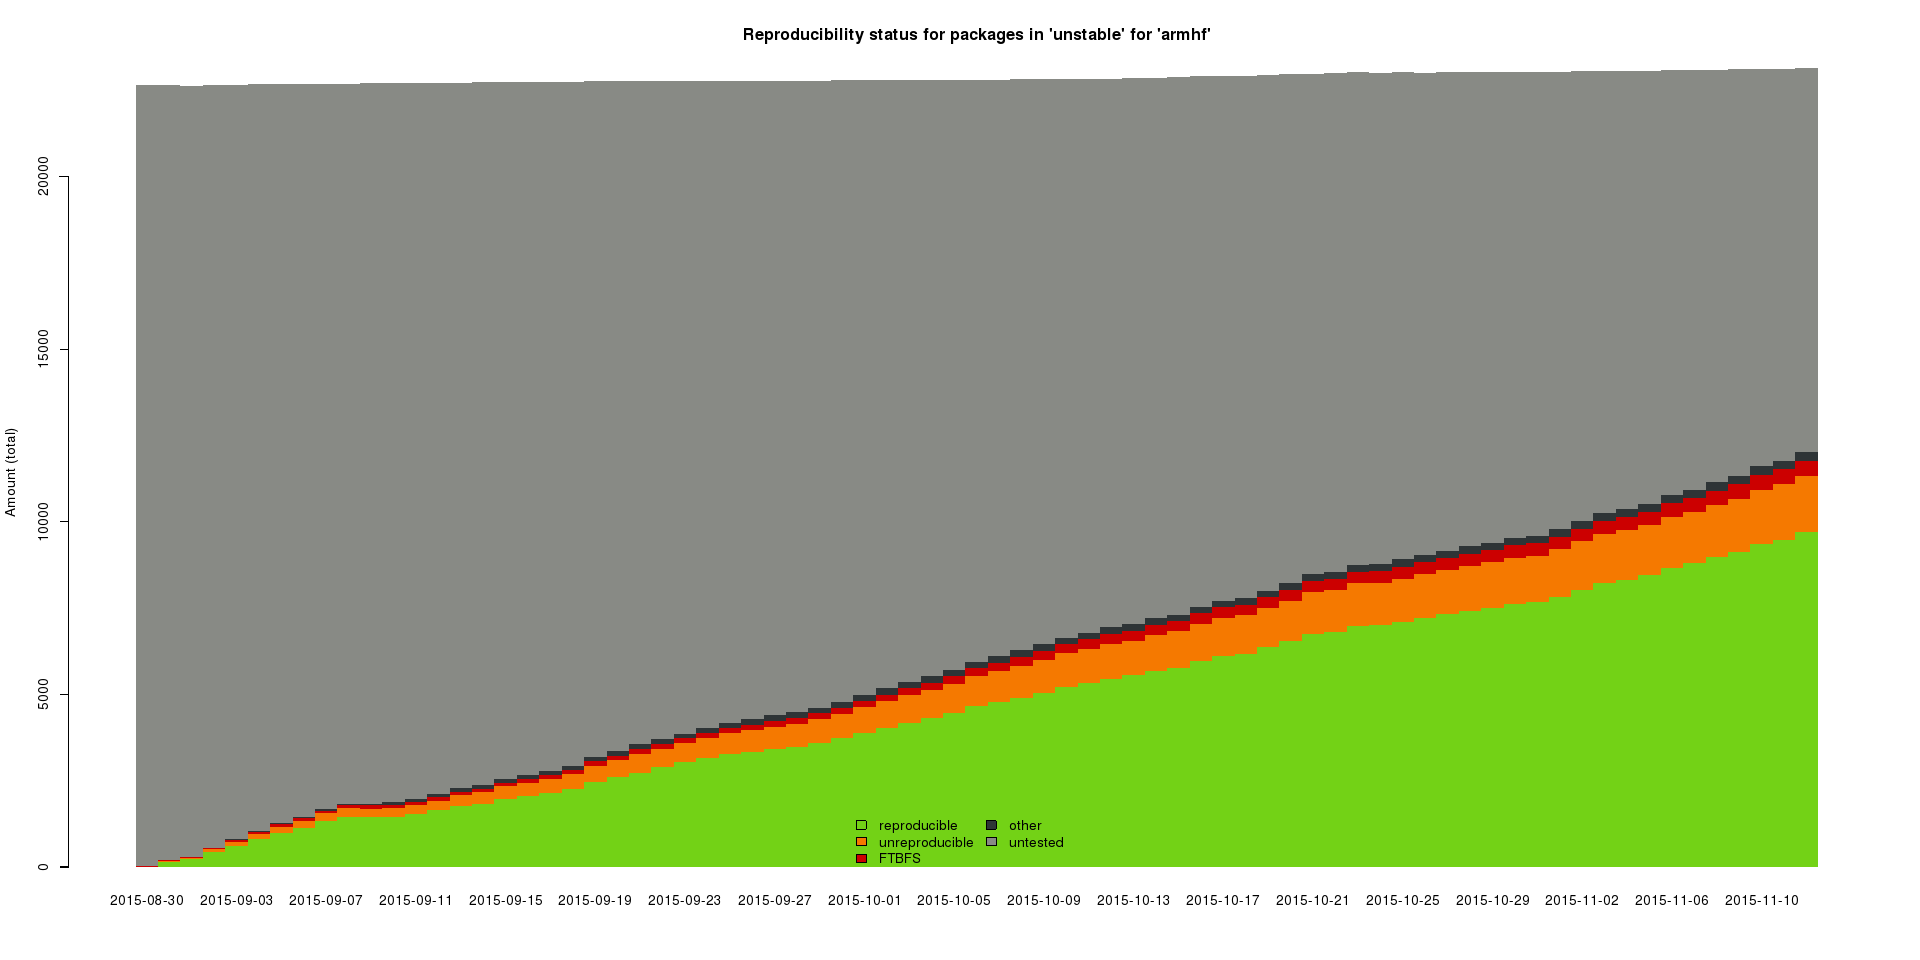 Reproducibility status for packages in 'unstable' for 'armhf'
Amount (total)
20000
15000
10000
5000
0
reproducible
unreproducible
FTBFS
other
untested
2015-08-30 2015-09-03 2015-09-07 2015-09-11 2015-09-15 2015-09-19 2015-09-23 2015-09-27 2015-10-01 2015-10-05 2015-10-09 2015-10-13 2015-10-17 2015-10-21 2015-10-25 2015-10-29 2015-11-02 2015-11-06 2015-11-10